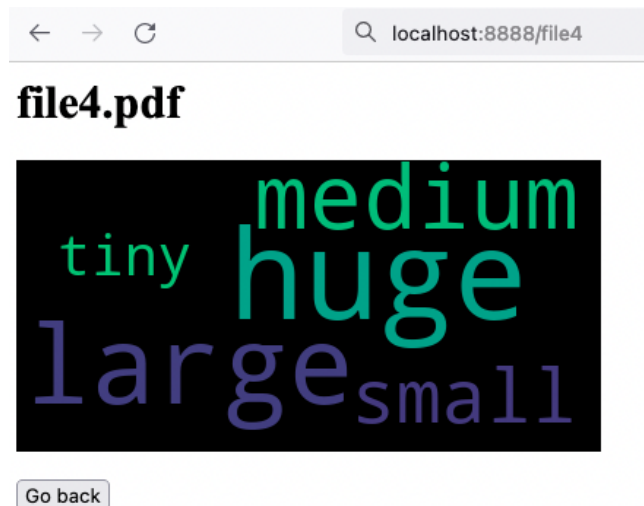 localhost:8888/file4
file4.pdf
medium
tiny
huge
large
small
Go back